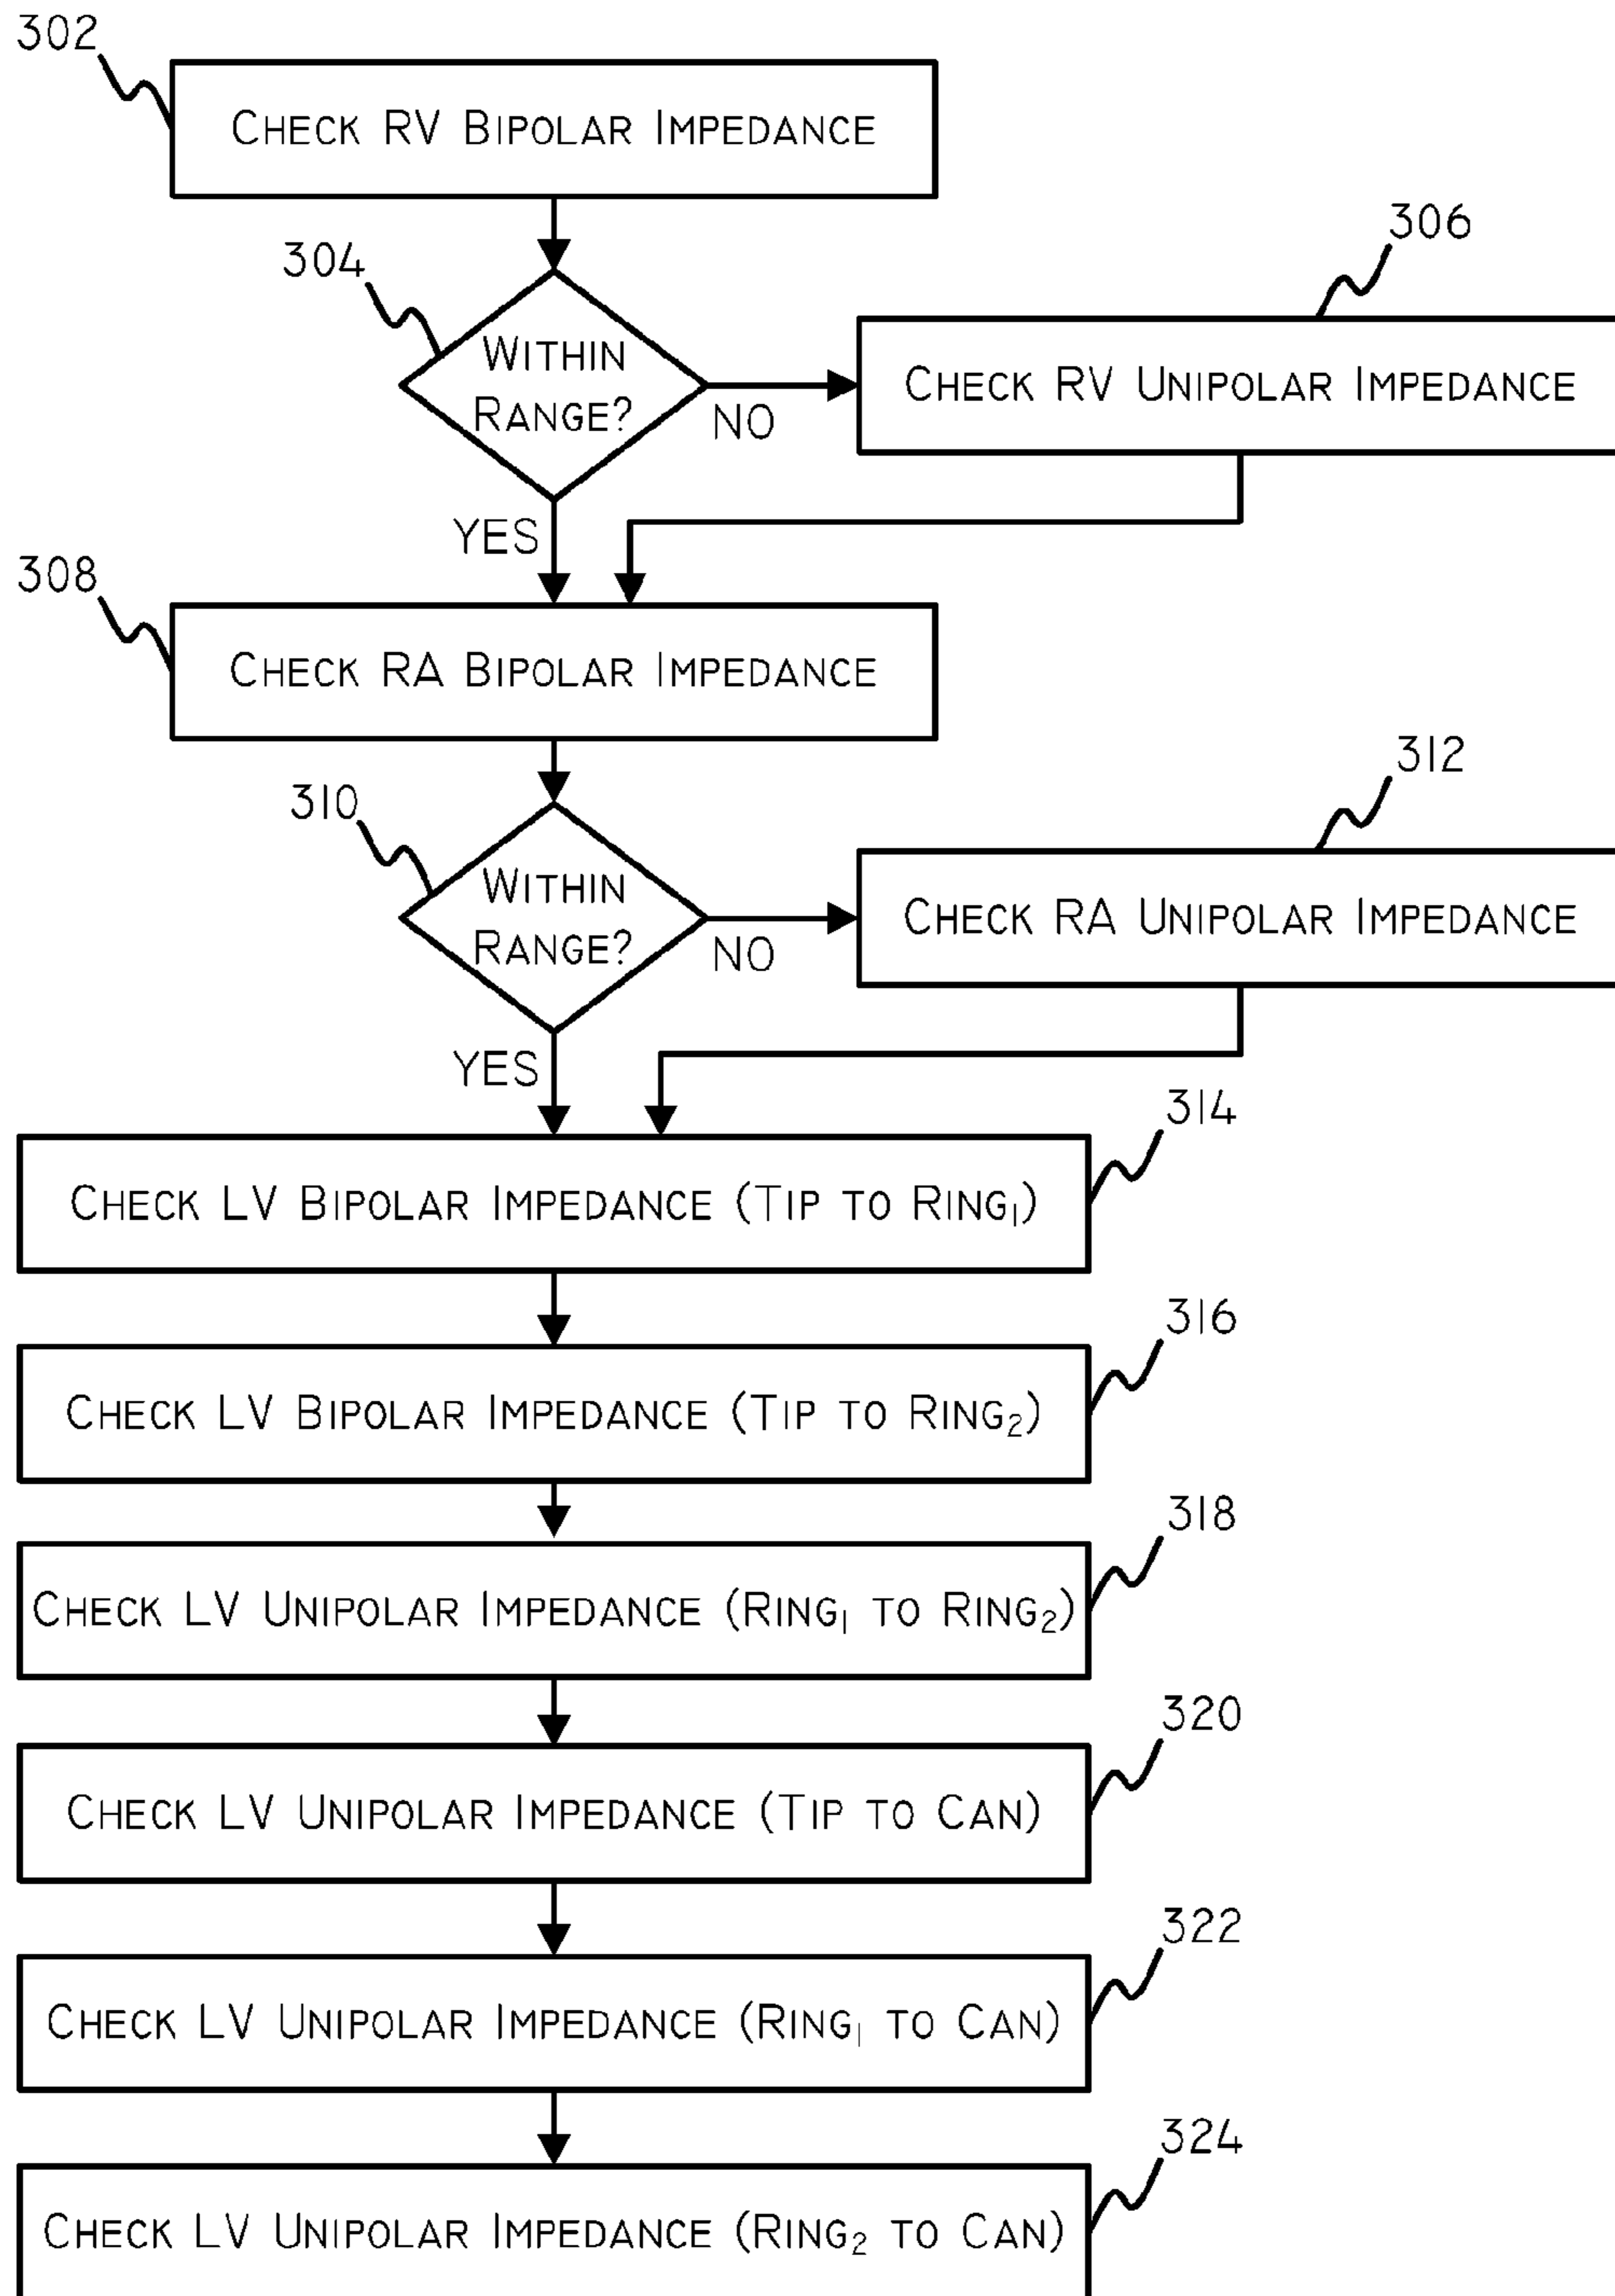 302
CHECK RV BIPOLAR IMPEDANCE
304
WITHIN
RANGE?
NO
YES
306
CHECK RV UNIPOLAR IMPEDANCE
308
CHECK RA BIPOLAR IMPEDANCE
310
WITHIN
RANGE?
NO
YES
312
CHECK RA UNIPOLAR IMPEDANCE
314
CHECK LV BIPOLAR IMPEDANCE (TIP TO RING₁)
316
CHECK LV BIPOLAR IMPEDANCE (TIP TO RING₂)
318
CHECK LV UNIPOLAR IMPEDANCE (RING₁ TO RING₂)
320
CHECK LV UNIPOLAR IMPEDANCE (TIP TO CAN)
322
CHECK LV UNIPOLAR IMPEDANCE (RING₁ TO CAN)
324
CHECK LV UNIPOLAR IMPEDANCE (RING₂ TO CAN)